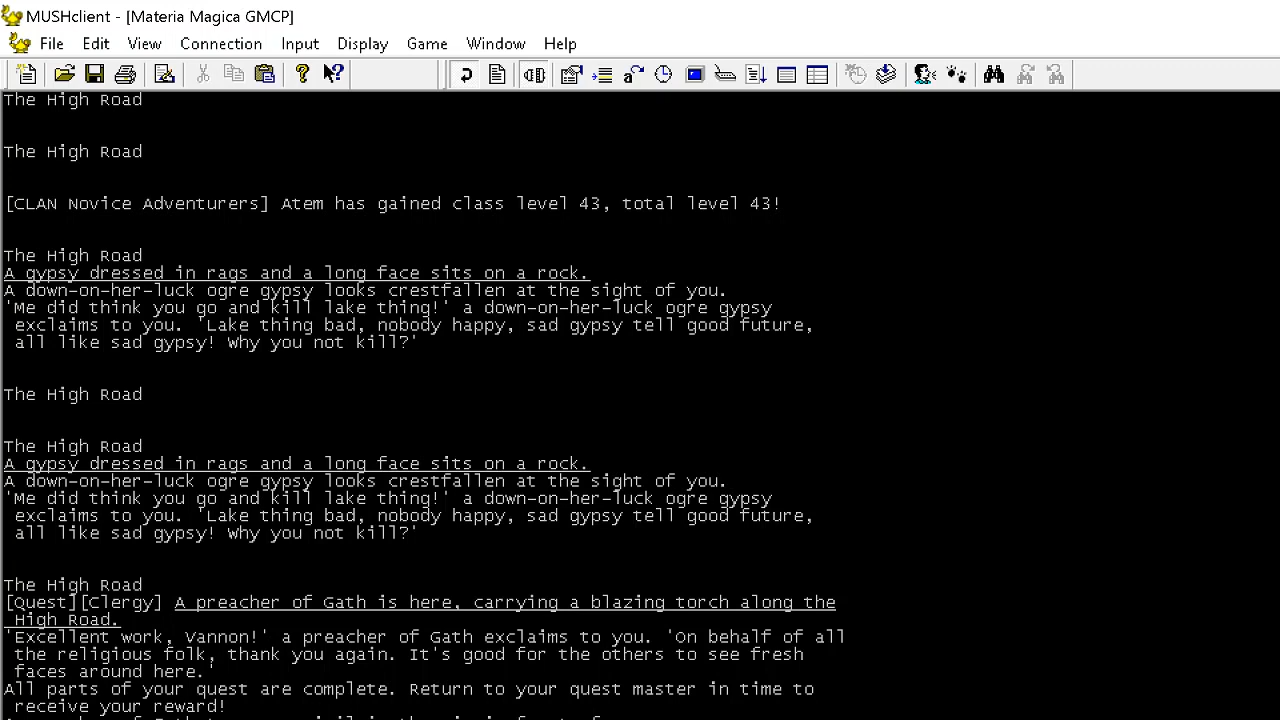 MUSHclient - [Materia Magica GMCP]
File Edit View Connection Input Display Game Window Help
The High Road
The High Road
[CLAN Novice Adventurers] Atem has gained class level 43, total level 43!
The High Road
A gypsy dressed in rags and a long face sits on a rock.
A down-on-her-luck ogre gypsy looks crestfallen at the sight of you.
'Me did think you go and kill lake thing!' a down-on-her-luck ogre gypsy
exclaims to you. 'Lake thing bad, nobody happy, sad gypsy tell good future,
all like sad gypsy! Why you not kill?'
The High Road
The High Road
A gypsy dressed in rags and a long face sits on a rock.
A down-on-her-luck ogre gypsy looks crestfallen at the sight of you.
'Me did think you go and kill lake thing!' a down-on-her-luck ogre gypsy
exclaims to you. 'Lake thing bad, nobody happy, sad gypsy tell good future,
all like sad gypsy! Why you not kill?'
The High Road
[Quest][Clergy] A preacher of Gath is here, carrying a blazing torch along the
High Road.
'Excellent work, Vannon!' a preacher of Gath exclaims to you. 'On behalf of all
the religious folk, thank you again. It's good for the others to see fresh
faces around here.'
All parts of your quest are complete. Return to your quest master in time to
receive your reward!